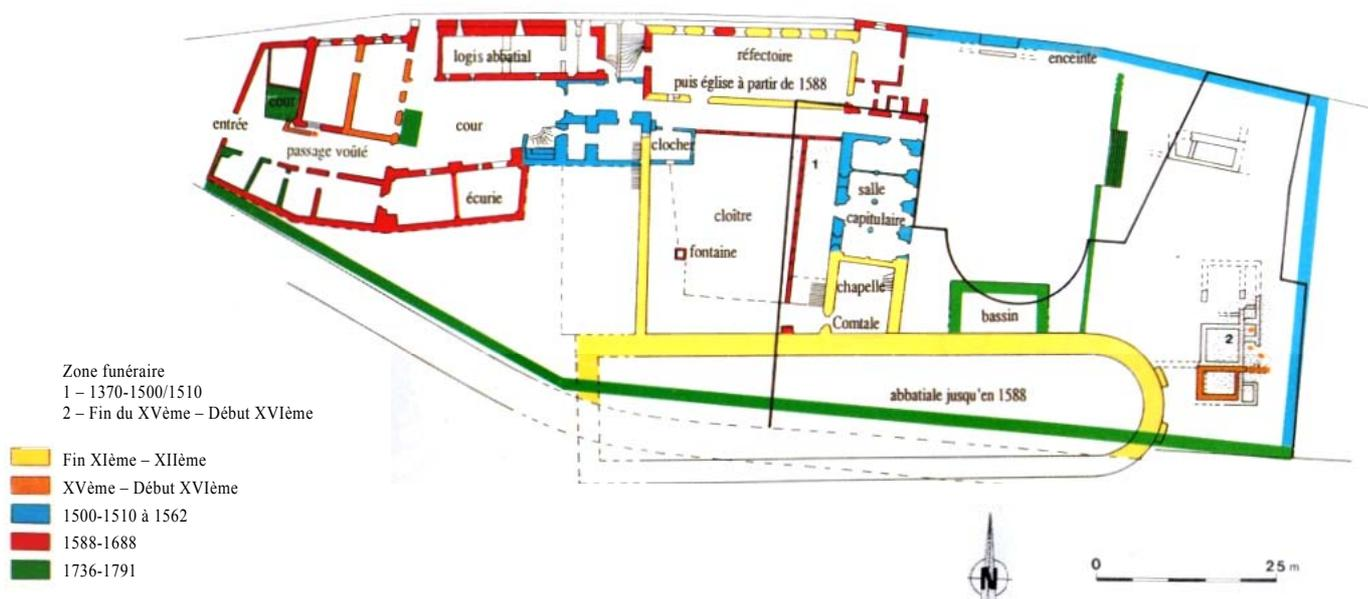 logis abbatial
réfectoire
puis église à partir de 1588
enceinte
cour
entrée
cour
passage voûté
clocher
1
écurie
salle
capitulaire
cloître
fontaine
chapelle
Comtale
bassin
2
abbatiale jusqu'en 1588
Zone funéraire
1 – 1370-1500/1510
2 – Fin du XVème – Début XVIème
Fin XIème – XIIème
XVème – Début XVIème
1500-1510 à 1562
1588-1688
1736-1791
N
0 25 m